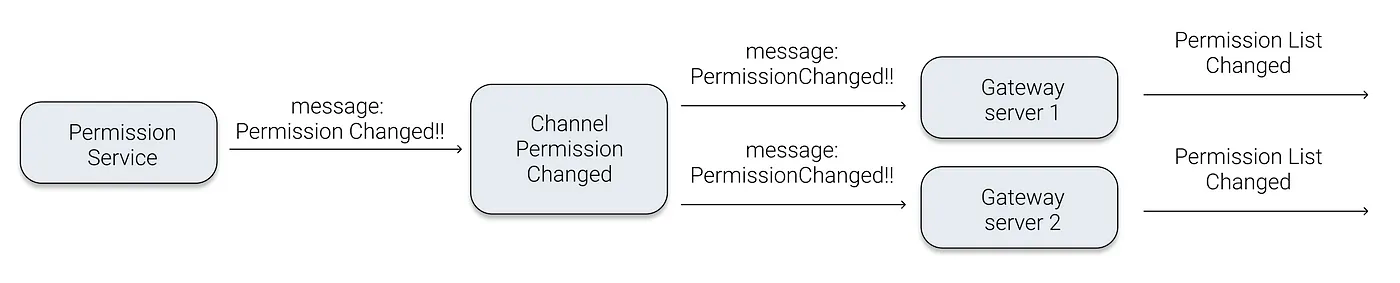 Permission
Service
message:
Permission Changed!!
Channel
Permission
Changed
message:
PermissionChanged!!
message:
PermissionChanged!!
Gateway
server 1
Gateway
server 2
Permission List
Changed
Permission List
Changed